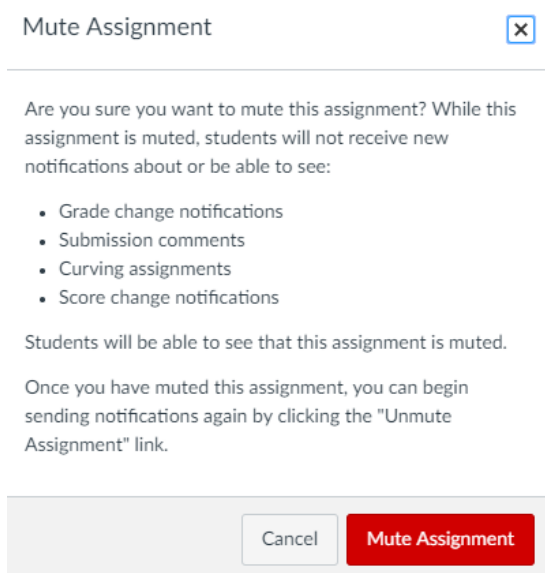 Mute Assignment
Are you sure you want to mute this assignment? While this
assignment is muted, students will not receive new
notifications about or be able to see:
• Grade change notifications
• Submission comments
• Curving assignments
• Score change notifications
Students will be able to see that this assignment is muted.
Once you have muted this assignment, you can begin
sending notifications again by clicking the "Unmute
Assignment" link.
Cancel
Mute Assignment